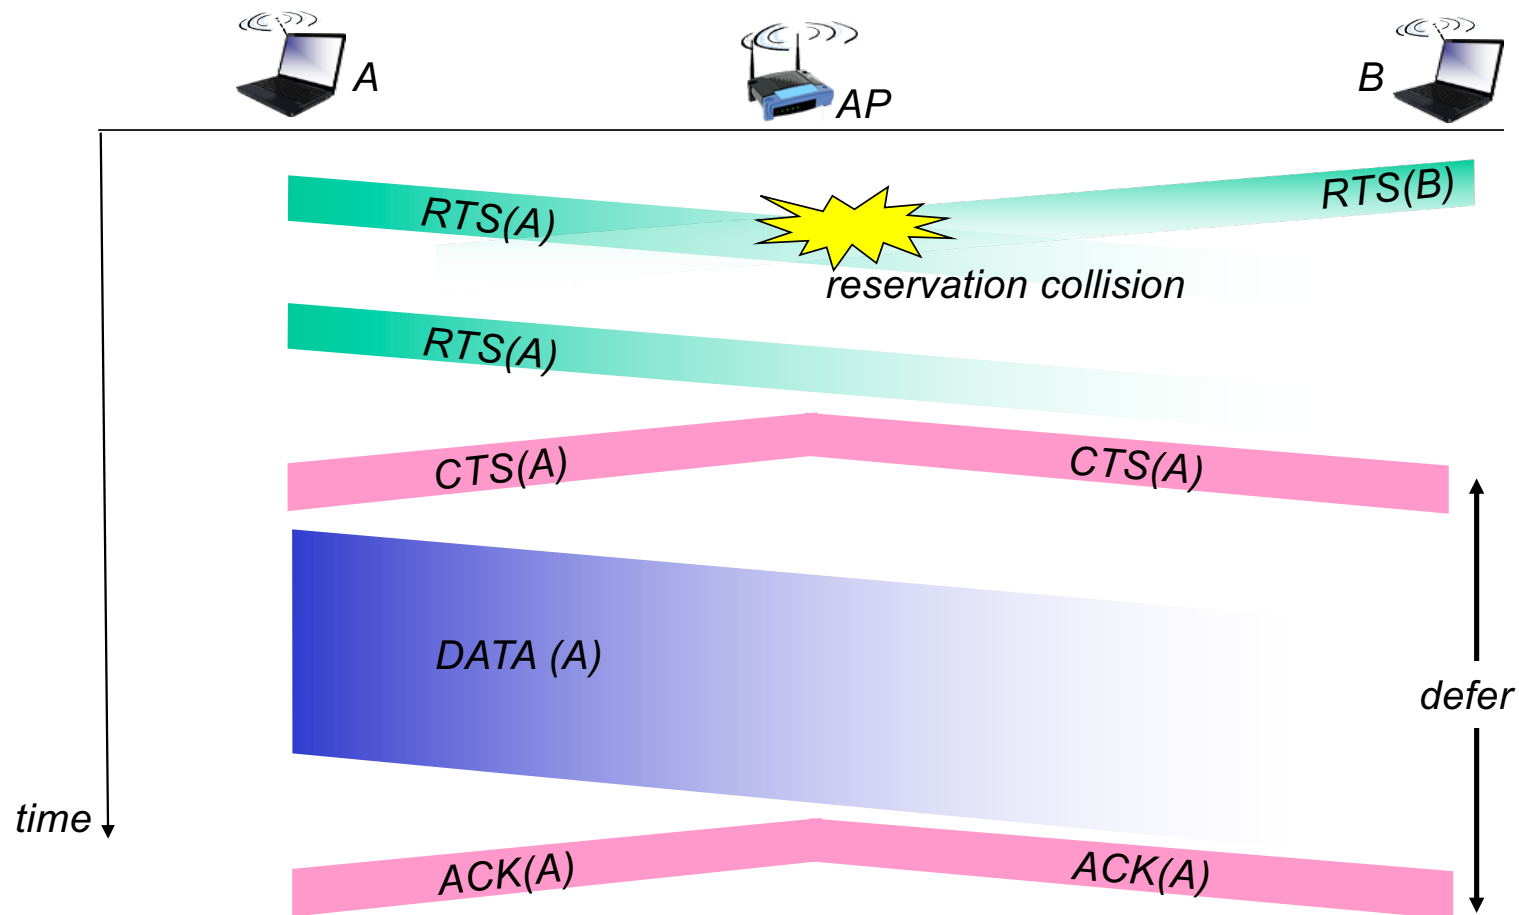 A
AP
B
RTS(A)
RTS(B)
reservation collision
RTS(A)
CTS(A)
CTS(A)
DATA (A)
defer
time
ACK(A)
ACK(A)